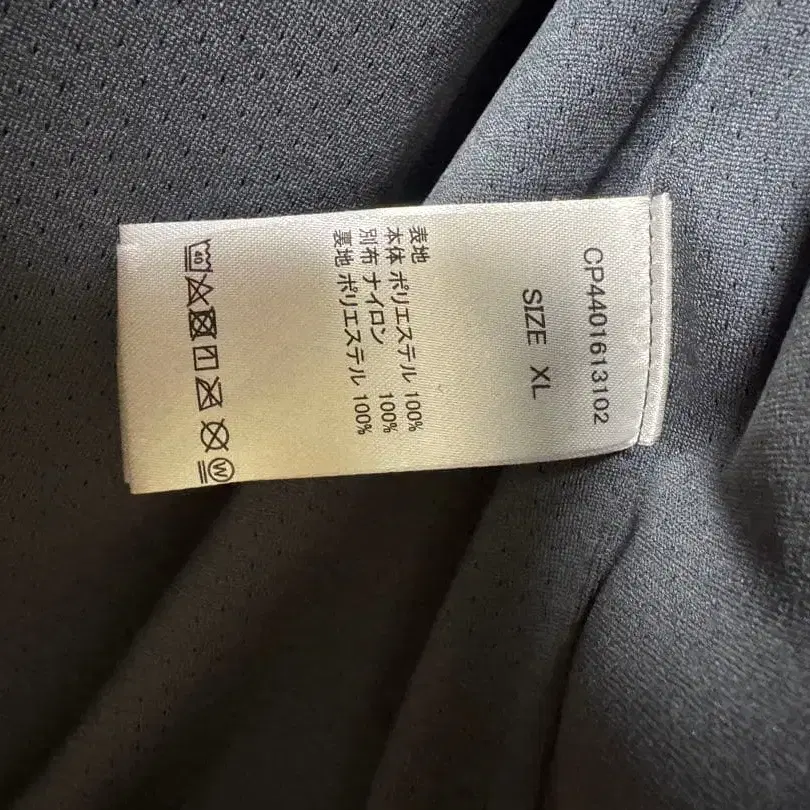 CP4401613102
SIZE XL
表地
本体 ポリエステル 100%
別布 ナイロン 100%
裏地 ポリエステル 100%
40
W